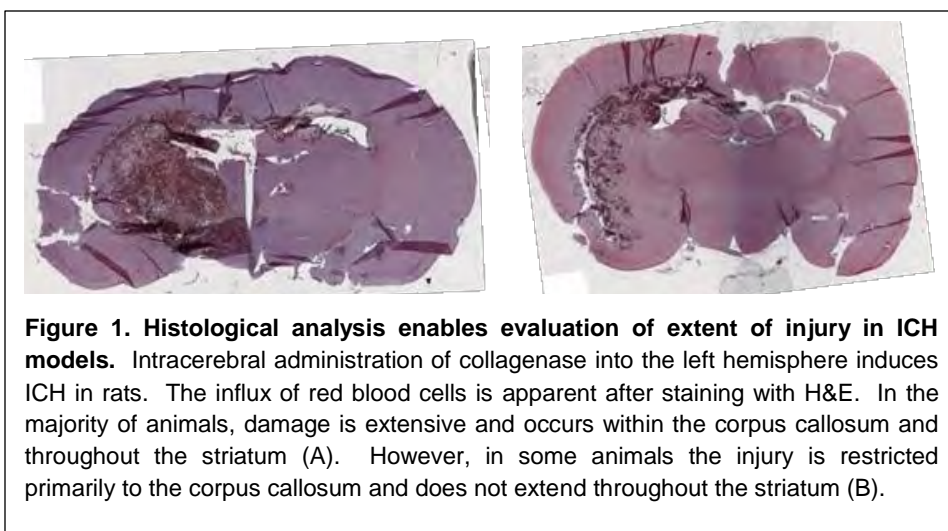 Figure 1. Histological analysis enables evaluation of extent of injury in ICH
models. Intracerebral administration of collagenase into the left hemisphere induces
ICH in rats. The influx of red blood cells is apparent after staining with H&E. In the
majority of animals, damage is extensive and occurs within the corpus callosum and
throughout the striatum (A). However, in some animals the injury is restricted
primarily to the corpus callosum and does not extend throughout the striatum (B).